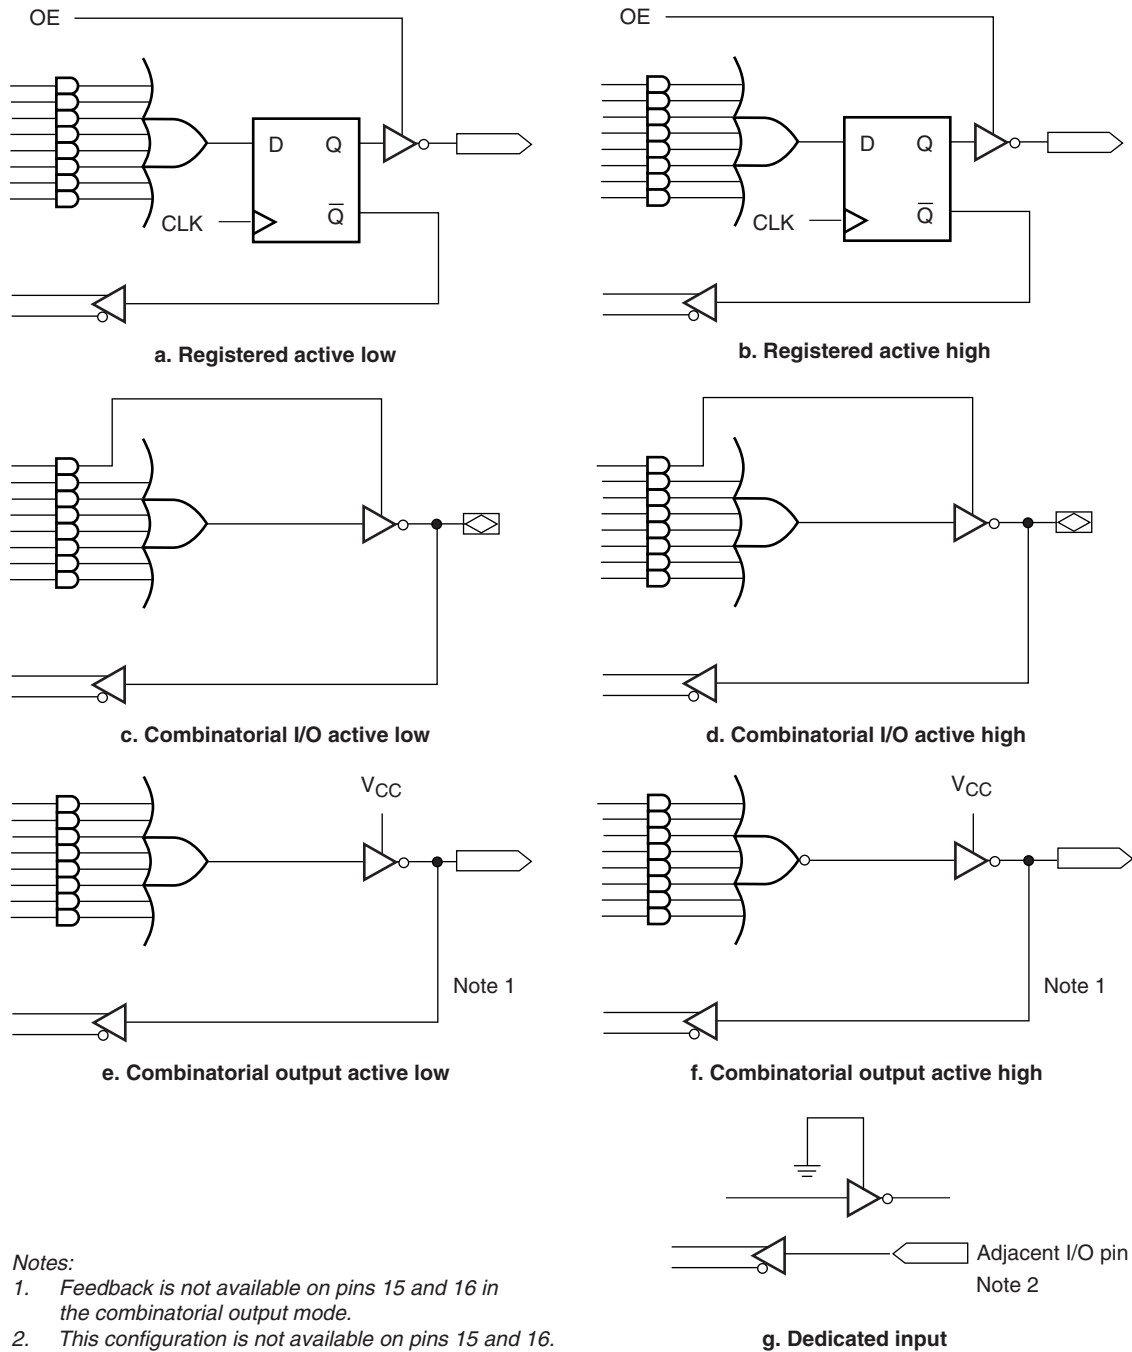 OE
D Q
CLK
Q̅
a. Registered active low
OE
D Q
CLK
Q̅
b. Registered active high
c. Combinatorial I/O active low
d. Combinatorial I/O active high
VCC
Note 1
e. Combinatorial output active low
VCC
Note 1
f. Combinatorial output active high
Adjacent I/O pin
Note 2
g. Dedicated input
Notes:
1. Feedback is not available on pins 15 and 16 in
the combinatorial output mode.
2. This configuration is not available on pins 15 and 16.